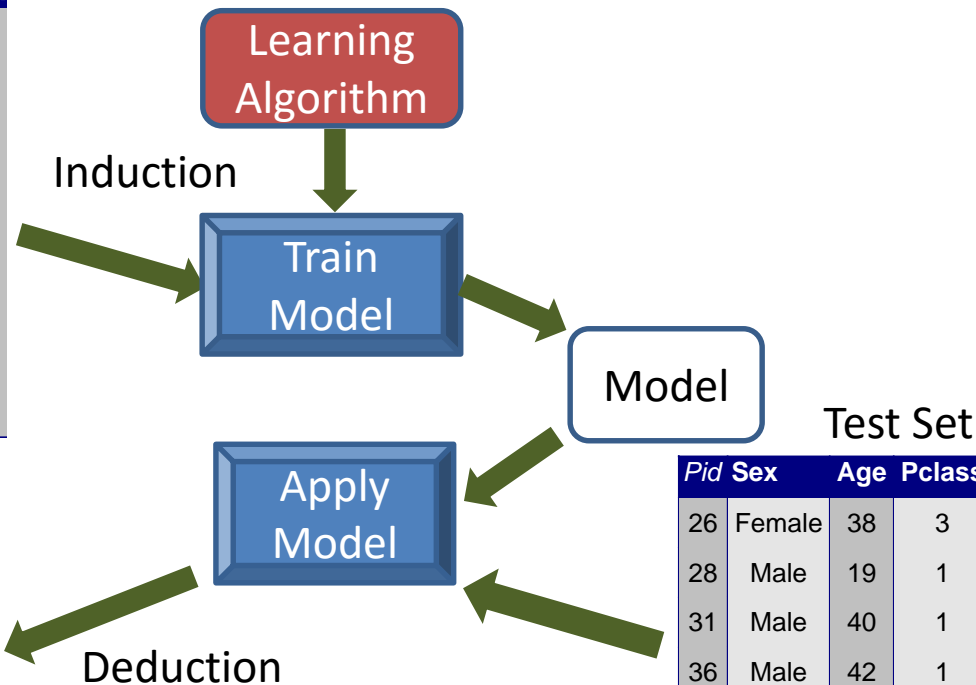 Learning
Algorithm
Induction
Train
Model
Model
Test Set
Apply
Model
Pid Sex Age Pclass
26 Female 38 3
28 Male 19 1
31 Male 40 1
36 Male 42 1
Deduction